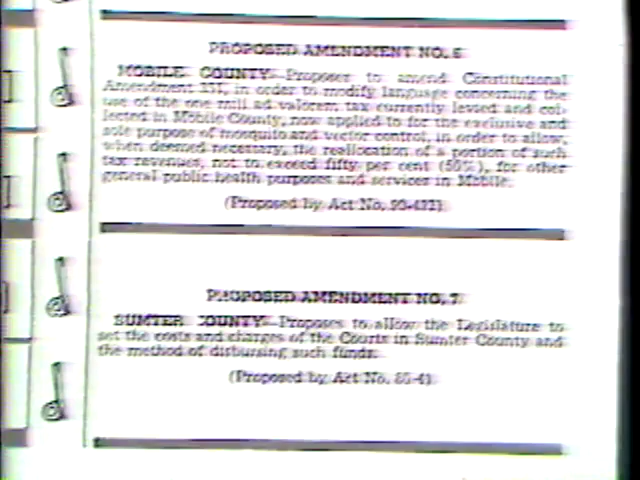 PROPOSED AMENDMENT NO. 6
MOBILE COUNTY—Proposes to amend Constitutional
Amendment 351, in order to modify language concerning the
use of the one mill ad valorem tax currently levied and col-
lected in Mobile County, now applied to for the exclusive and
sole purpose of mosquito and vector control, in order to allow,
when deemed necessary, the reallocation of a portion of such
tax revenues, not to exceed fifty per cent (50%), for other
general public health purposes and services in Mobile.
(Proposed by Act No.
PROPOSED AMENDMENT NO. 7
SUMTER COUNTY—Proposes to allow the Legislature to
set the costs and charges of the Courts in Sumter County and
the method of disbursing such funds.
(Proposed by Act No.